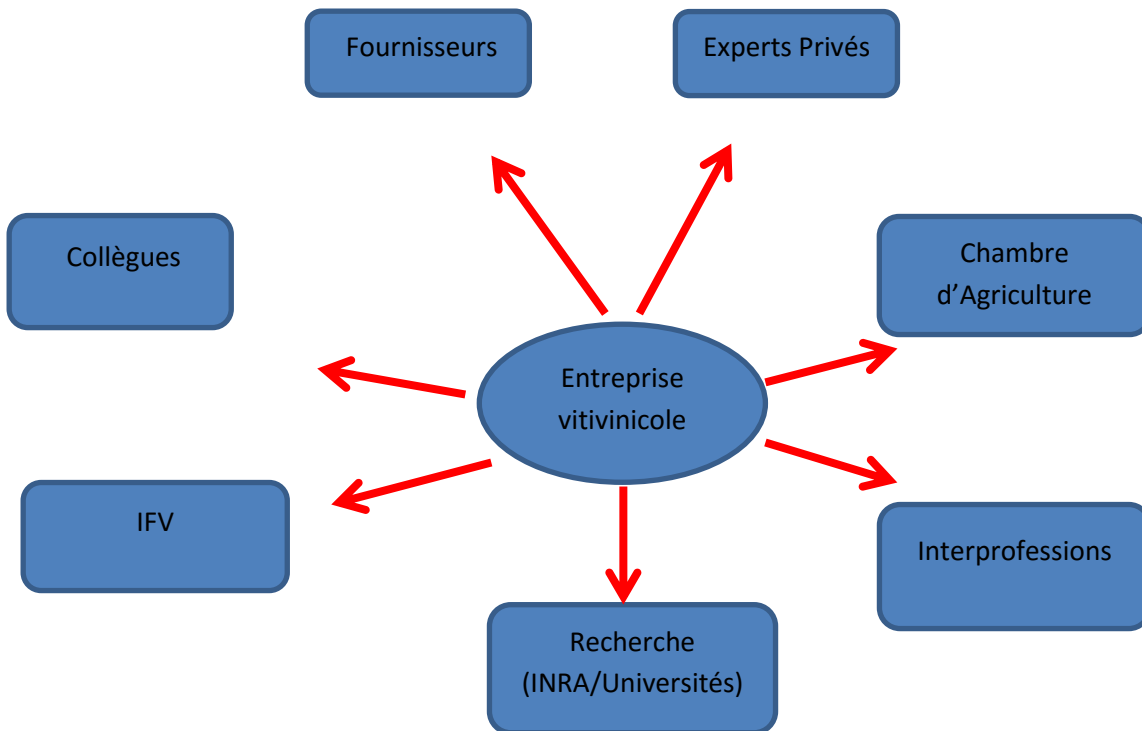 Fournisseurs
Experts Privés
Collègues
Chambre
d’Agriculture
Entreprise
vitivinicole
IFV
Interprofessions
Recherche
(INRA/Universités)